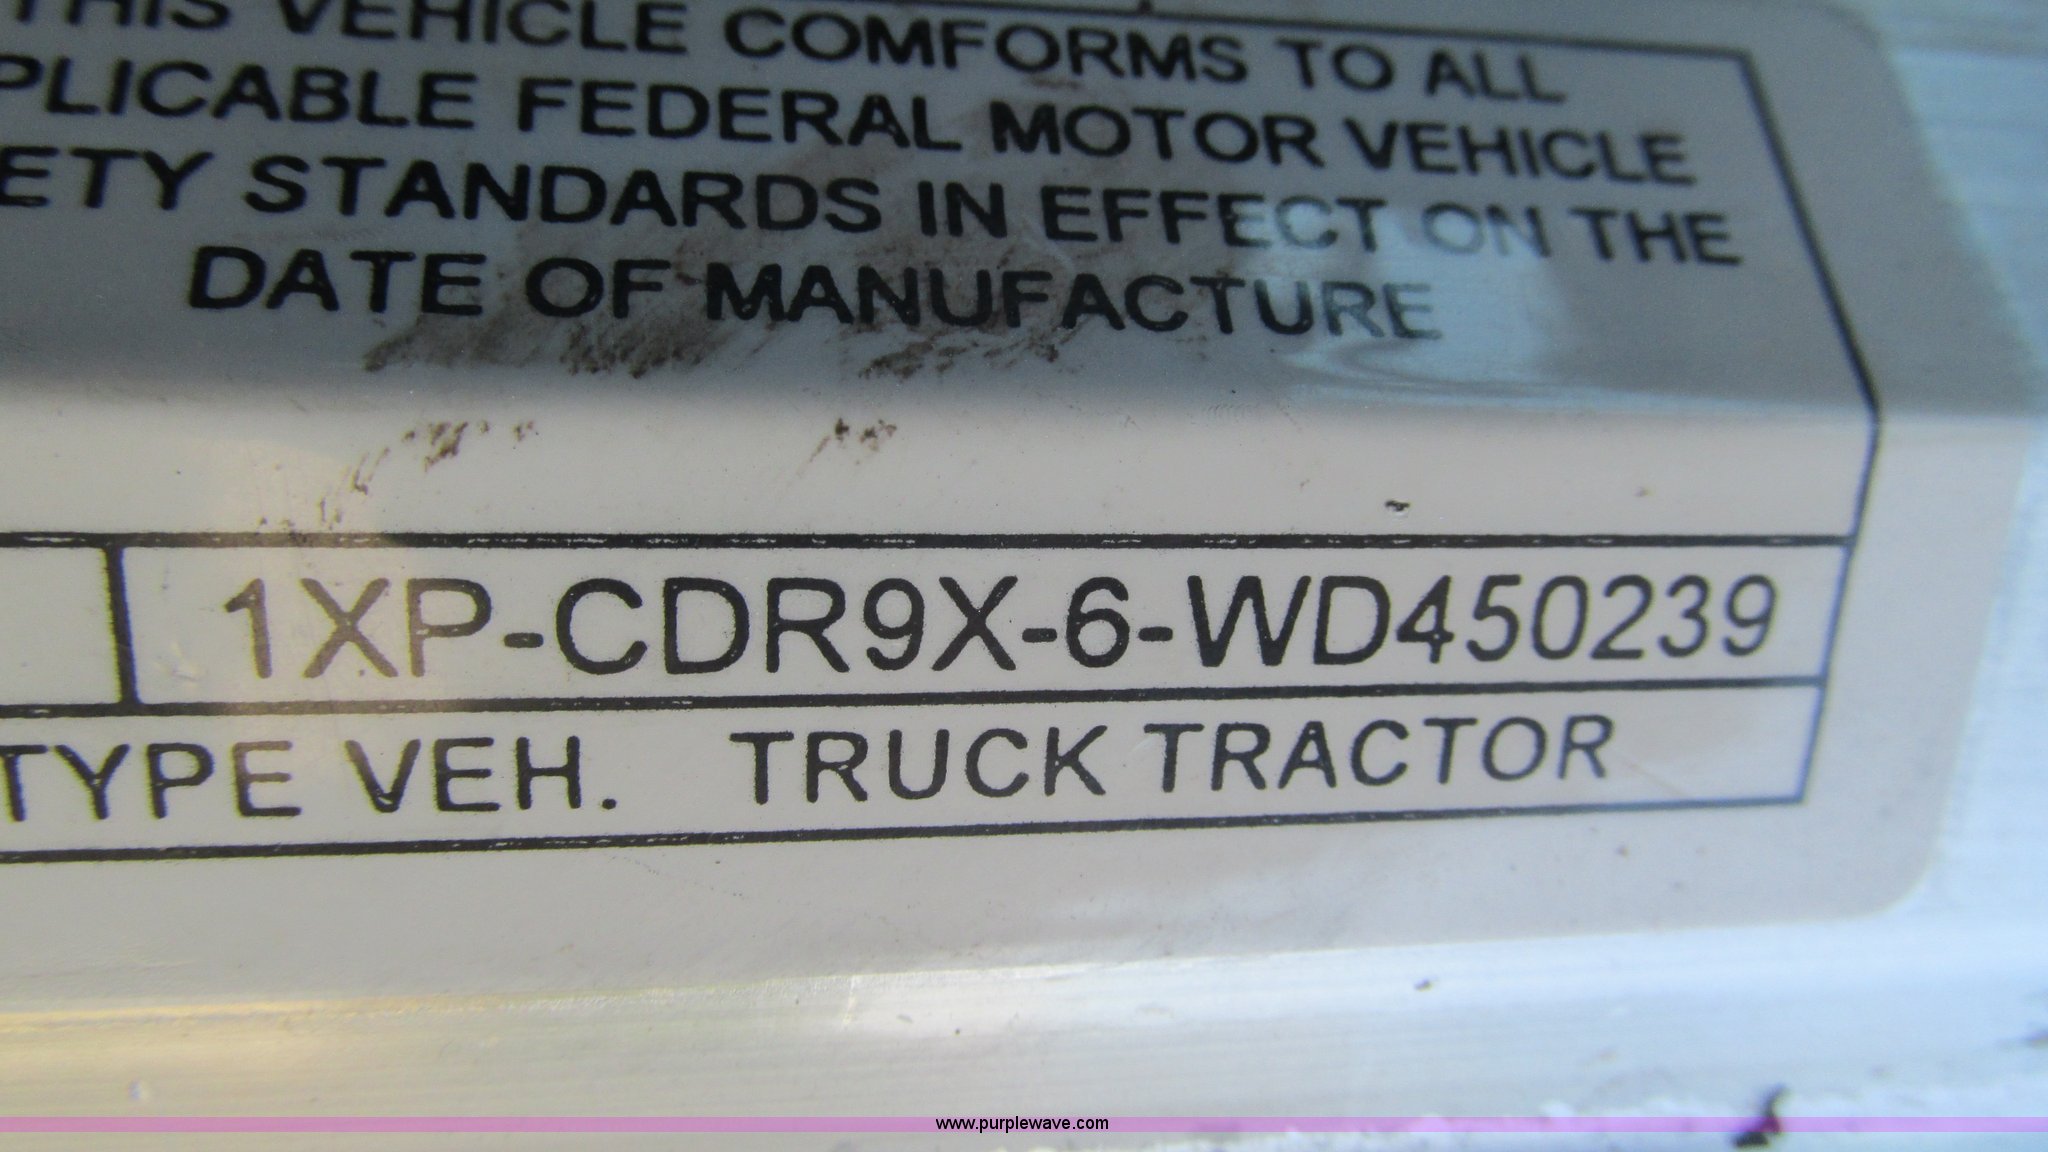 THIS VEHICLE COMFORMS TO ALL
PLICABLE FEDERAL MOTOR VEHICLE
ETY STANDARDS IN EFFECT ON THE
DATE OF MANUFACTURE
1XP-CDR9X-6-WD450239
TYPE VEH. TRUCK TRACTOR
www.purplewave.com